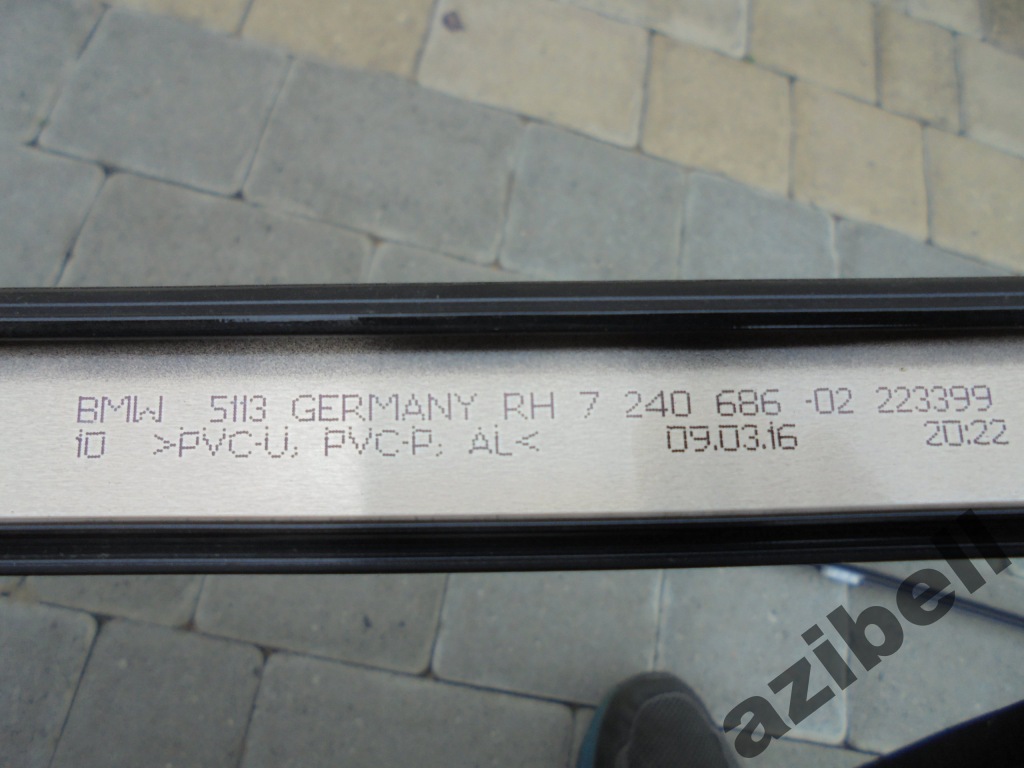 BMW 5113 GERMANY RH 7 240 686 -02 223399
10 >PVC-U; PVC-P; AL< 09.03.16 20:22
azibell